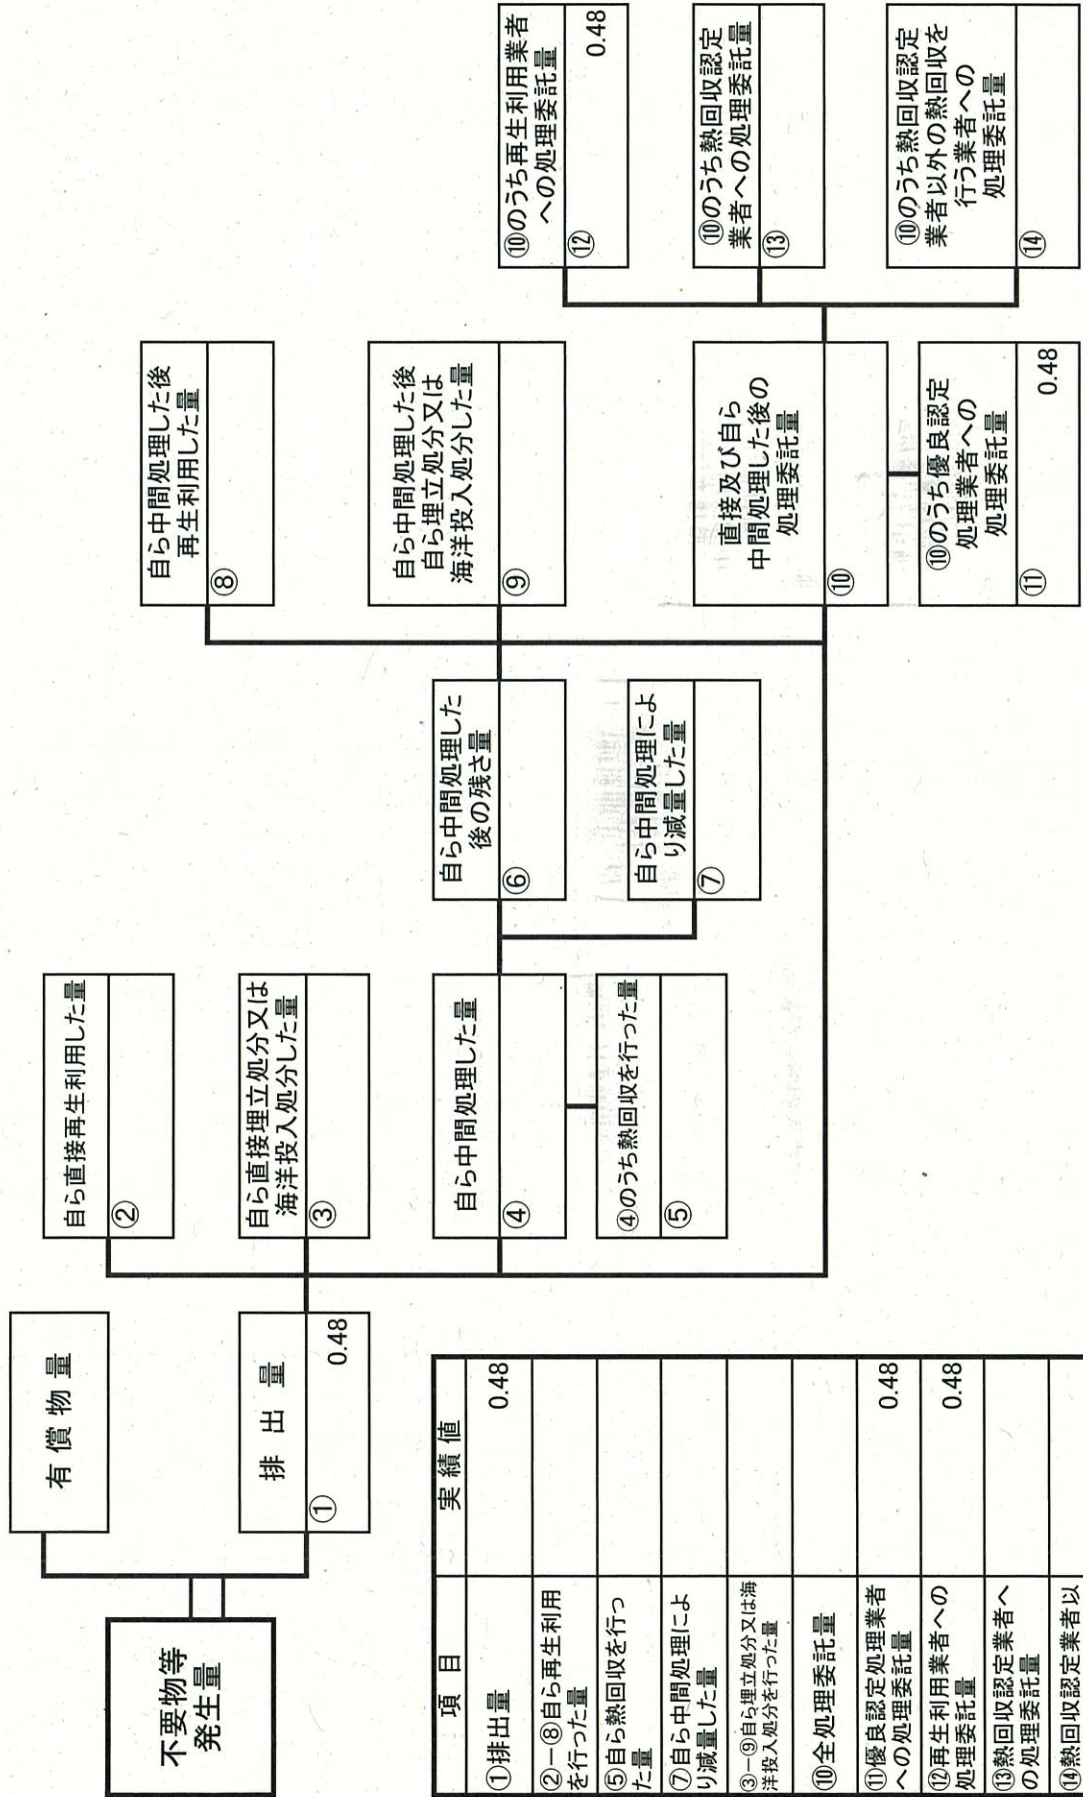 不要物等
発生量
有償物量
排出量
① 0.48
自ら直接再生利用した量
②
自ら直接埋立処分又は
海洋投入処分した量
③
自ら中間処理した量
④
④のうち熱回収を行った量
⑤
自ら中間処理した
後の残さ量
⑥
自ら中間処理によ
り減量した量
⑦
自ら中間処理した後
再生利用した量
⑧
自ら中間処理した後
自ら埋立処分又は
海洋投入処分した量
⑨
直接及び自ら
中間処理した後の
処理委託量
⑩
⑩のうち優良認定
処理業者への
処理委託量
⑪ 0.48
⑩のうち再生利用業者
への処理委託量
⑫ 0.48
⑩のうち熱回収認定
業者への処理委託量
⑬
⑩のうち熱回収認定
業者以外の熱回収を
行う業者への
処理委託量
⑭
項目 実績値
①排出量 0.48
②ー⑧自ら再生利用
を行った量
⑤自ら熱回収を行っ
た量
⑦自ら中間処理によ
り減量した量
③ー⑨自ら埋立処分又は海
洋投入処分を行った量
⑩全処理委託量
⑪優良認定処理業者
への処理委託量 0.48
⑫再生利用業者への
処理委託量 0.48
⑬熱回収認定業者へ
の処理委託量
⑭熱回収認定業者以